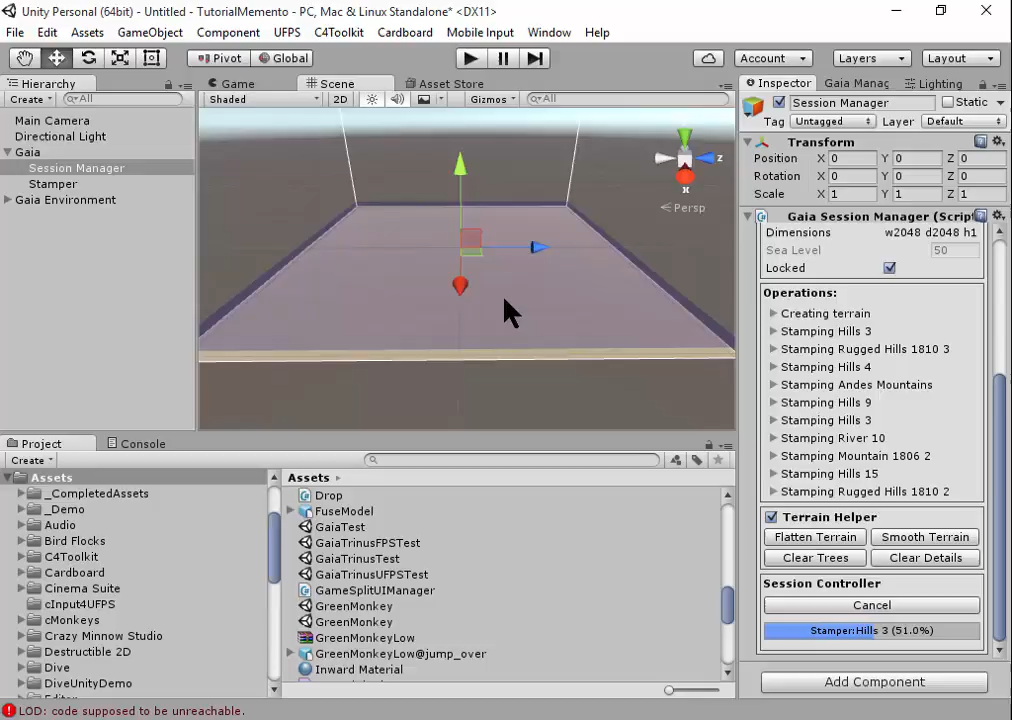 Unity Personal (64bit) - Untitled - TutorialMemento - PC, Mac & Linux Standalone* <DX11>
File Edit Assets GameObject Component UFPS C4Toolkit Cardboard Mobile Input Window Help
Pivot Global Account Layers Layout
Hierarchy Game Scene Asset Store Inspector Gaia Manag Lighting
Create All Shaded 2D Gizmos All Session Manager Static
Main Camera Tag Untagged Layer Default
Directional Light
Gaia Transform
Session Manager Position X 0 Y 0 Z 0
Stamper Rotation X 0 Y 0 Z 0
Gaia Environment Scale X 1 Y 1 Z 1
z
x
Persp
Gaia Session Manager (Script
Dimensions w2048 d2048 h1
Sea Level 50
Locked
Operations:
Creating terrain
Stamping Hills 3
Stamping Rugged Hills 1810 3
Stamping Hills 4
Stamping Andes Mountains
Stamping Hills 9
Stamping Hills 3
Stamping River 10
Stamping Mountain 1806 2
Stamping Hills 15
Stamping Rugged Hills 1810 2
Terrain Helper
Flatten Terrain Smooth Terrain
Clear Trees Clear Details
Session Controller
Cancel
Stamper:Hills 3 (51.0%)
Add Component
Project Console
Create
Assets
_CompletedAssets
_Demo
Audio
Bird Flocks
C4Toolkit
Cardboard
Cinema Suite
cInput4UFPS
cMonkeys
Crazy Minnow Studio
Destructible 2D
Dive
DiveUnityDemo
Editor
Assets
Drop
FuseModel
GaiaTest
GaiaTrinusFPSTest
GaiaTrinusTest
GaiaTrinusUFPSTest
GameSplitUIManager
GreenMonkey
GreenMonkey
GreenMonkeyLow
GreenMonkeyLow@jump_over
Inward Material
LOD: code supposed to be unreachable.